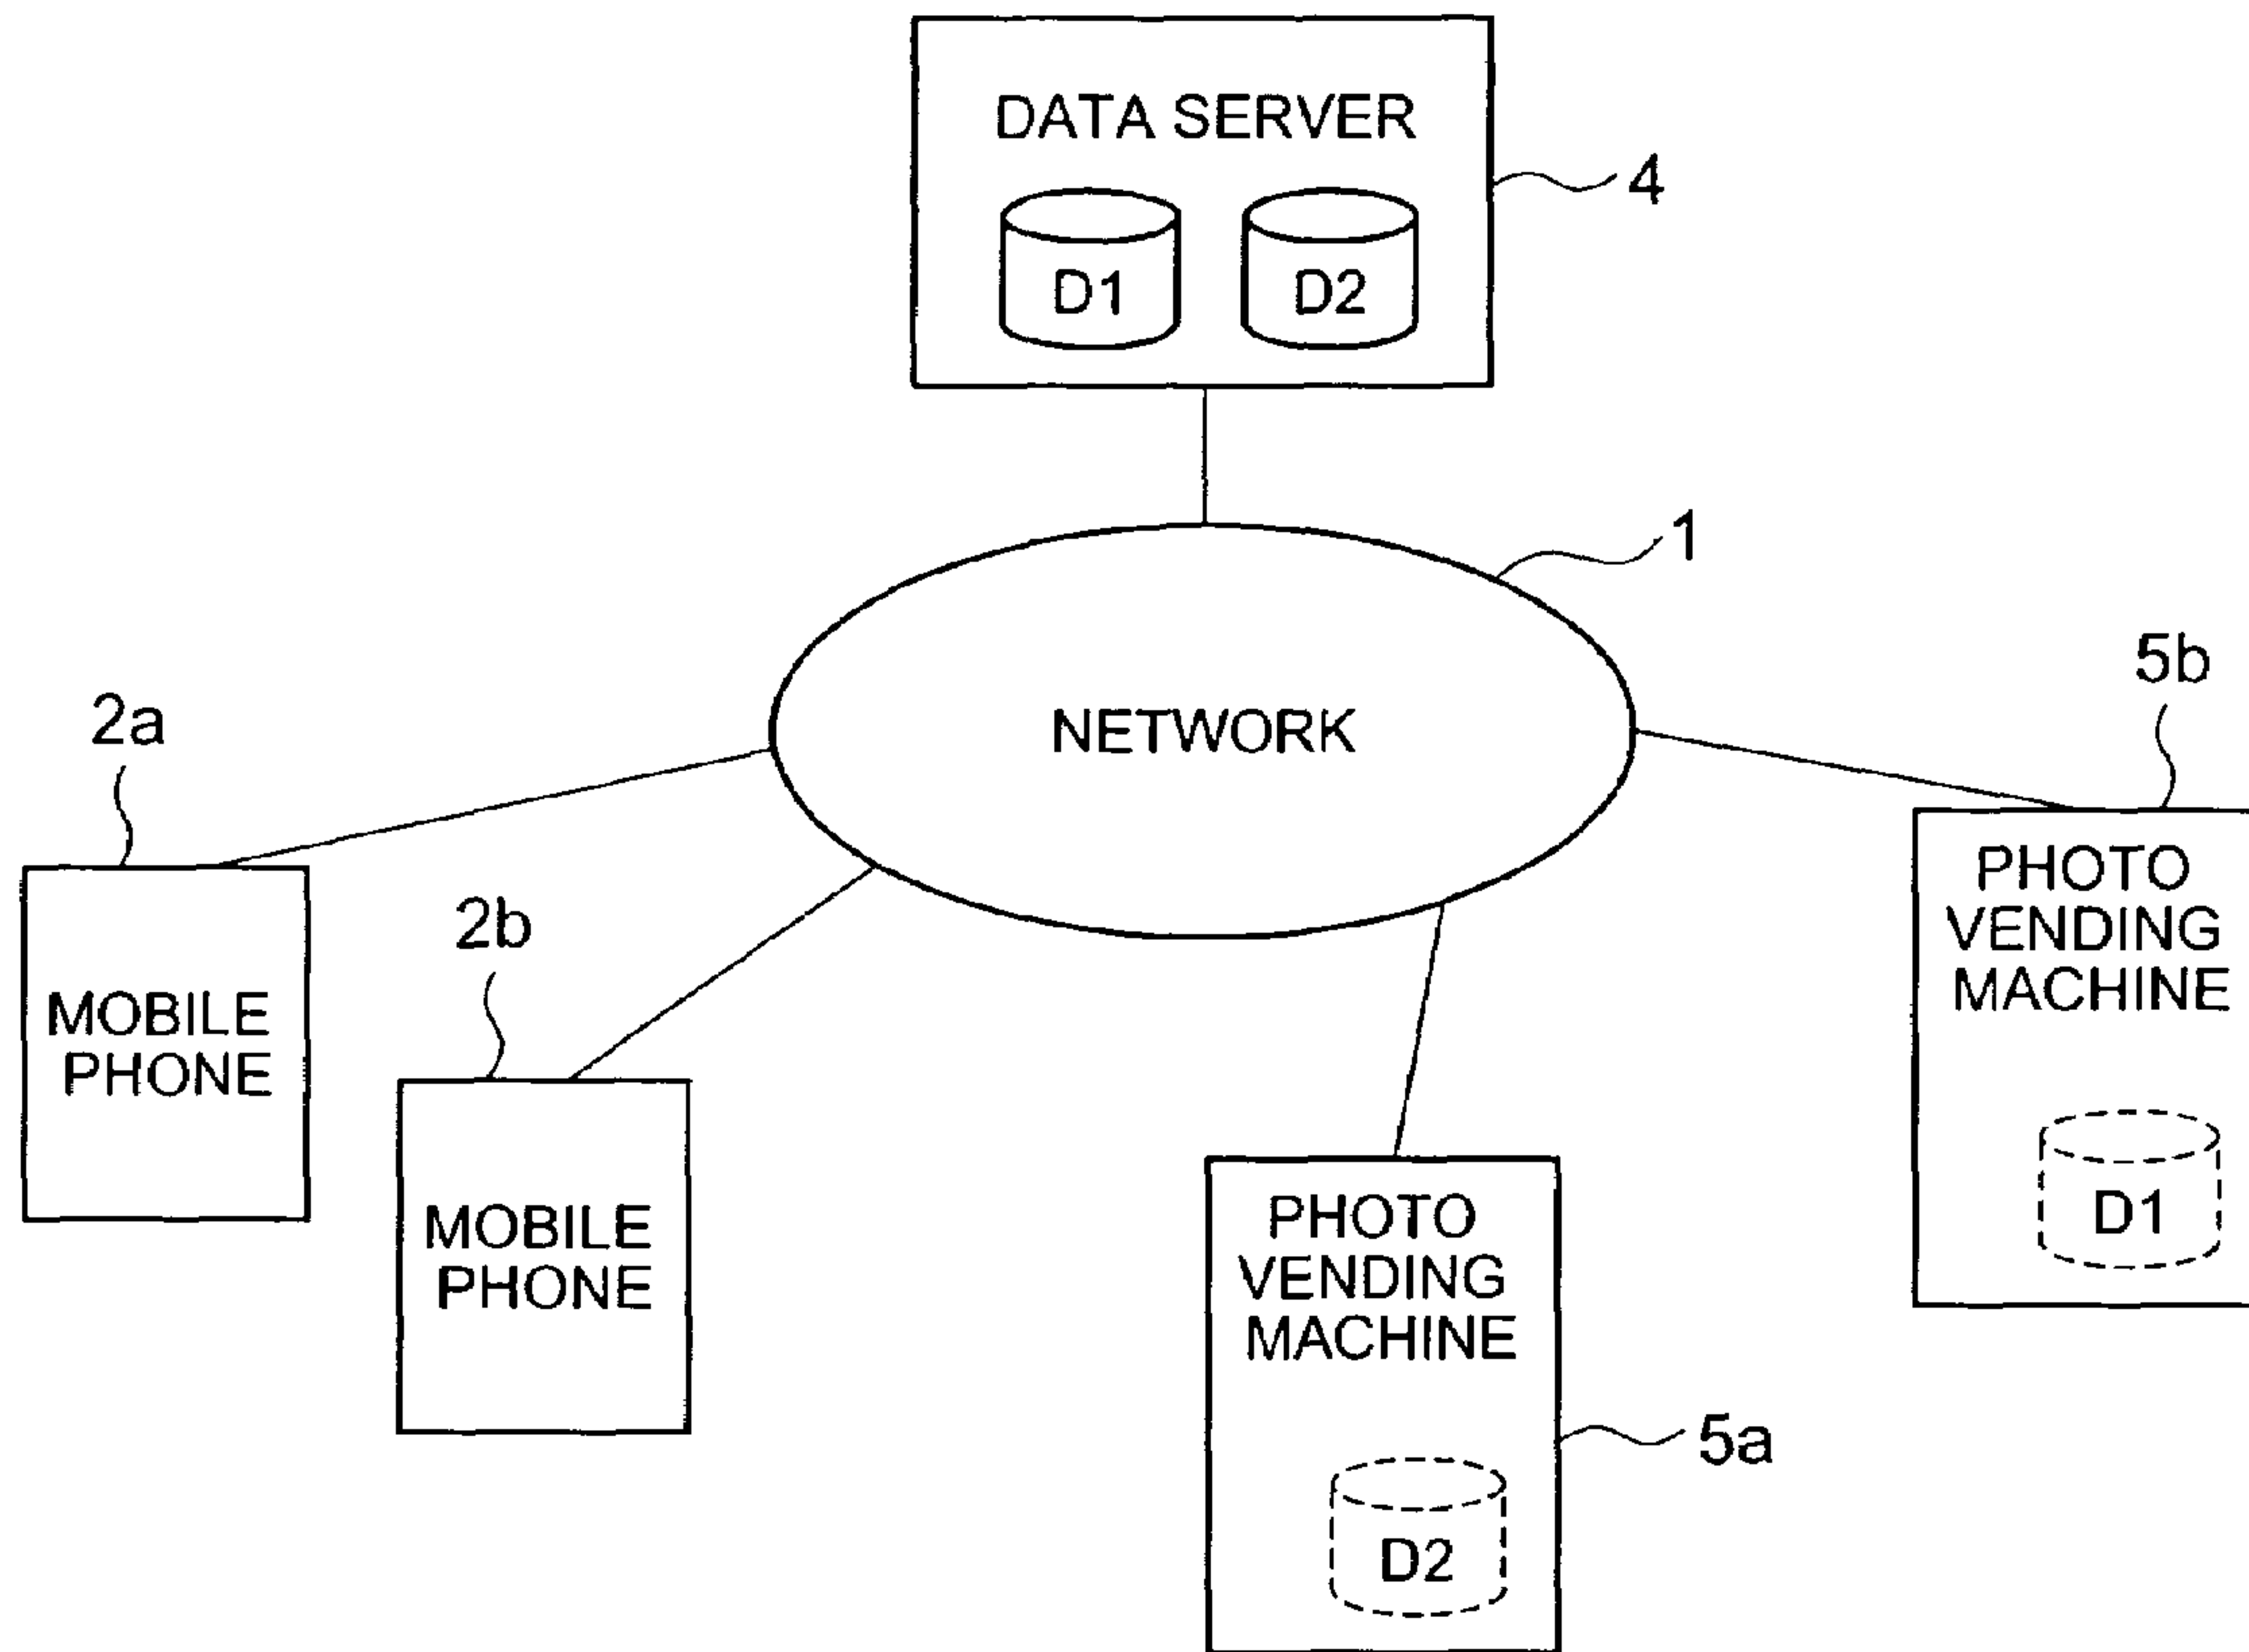 DATA SERVER
D1
D2
4
1
NETWORK
2a
MOBILE
PHONE
2b
MOBILE
PHONE
5b
PHOTO
VENDING
MACHINE
D1
PHOTO
VENDING
MACHINE
D2
5a